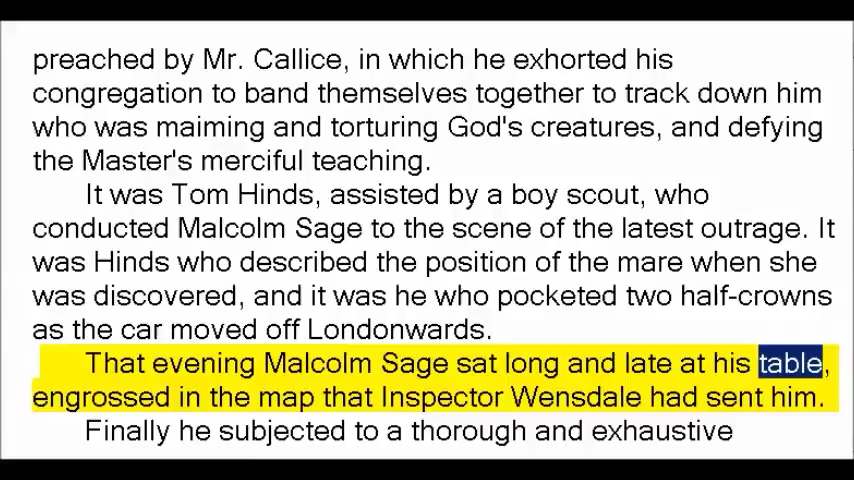 preached by Mr. Callice, in which he exhorted his
congregation to band themselves together to track down him
who was maiming and torturing God's creatures, and defying
the Master's merciful teaching.
It was Tom Hinds, assisted by a boy scout, who
conducted Malcolm Sage to the scene of the latest outrage. It
was Hinds who described the position of the mare when she
was discovered, and it was he who pocketed two half-crowns
as the car moved off Londonwards.
That evening Malcolm Sage sat long and late at his table,
engrossed in the map that Inspector Wensdale had sent him.
Finally he subjected to a thorough and exhaustive